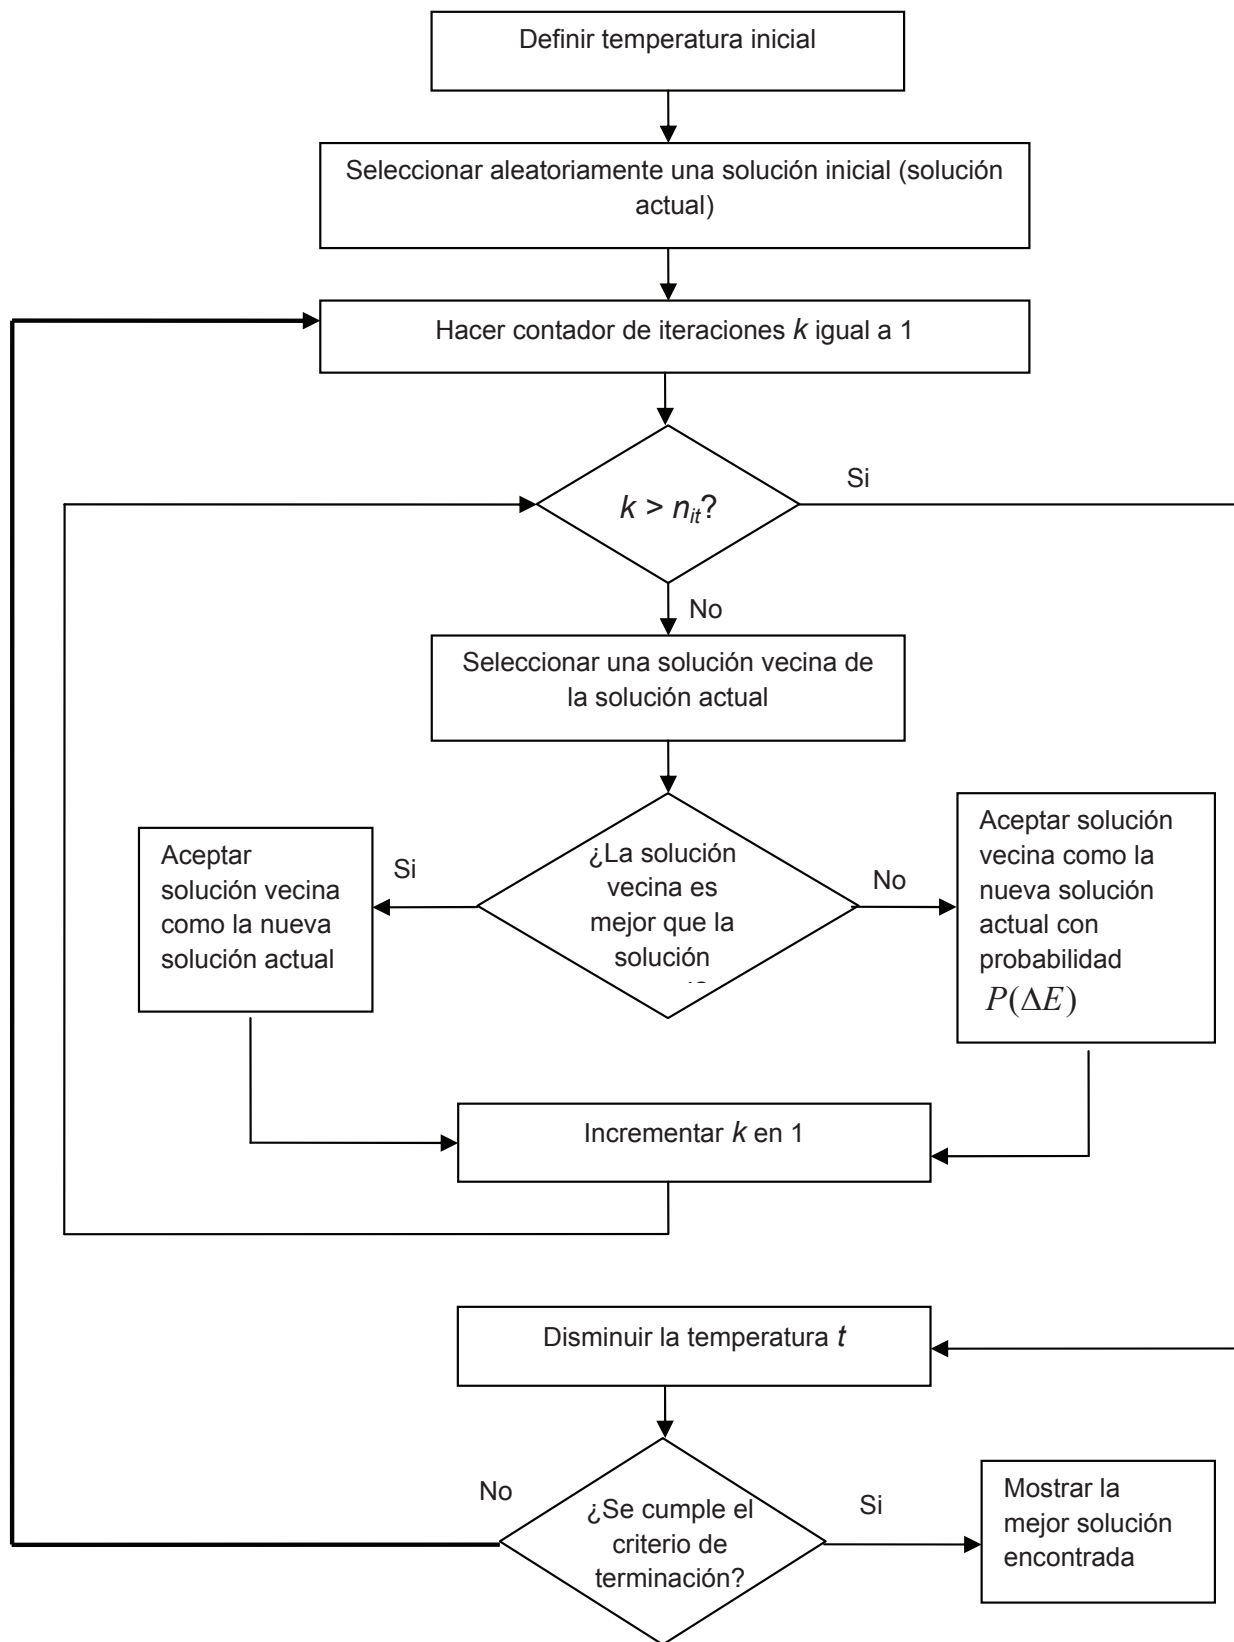 Definir temperatura inicial
Seleccionar aleatoriamente una solución inicial (solución
actual)
Hacer contador de iteraciones k igual a 1
k > nit?
Si
No
Seleccionar una solución vecina de
la solución actual
¿La solución
vecina es
mejor que la
solución
Si
No
Aceptar
solución vecina
como la nueva
solución actual
Aceptar solución
vecina como la
nueva solución
actual con
probabilidad
P(ΔE)
Incrementar k en 1
Disminuir la temperatura t
¿Se cumple el
criterio de
terminación?
No
Si
Mostrar la
mejor solución
encontrada